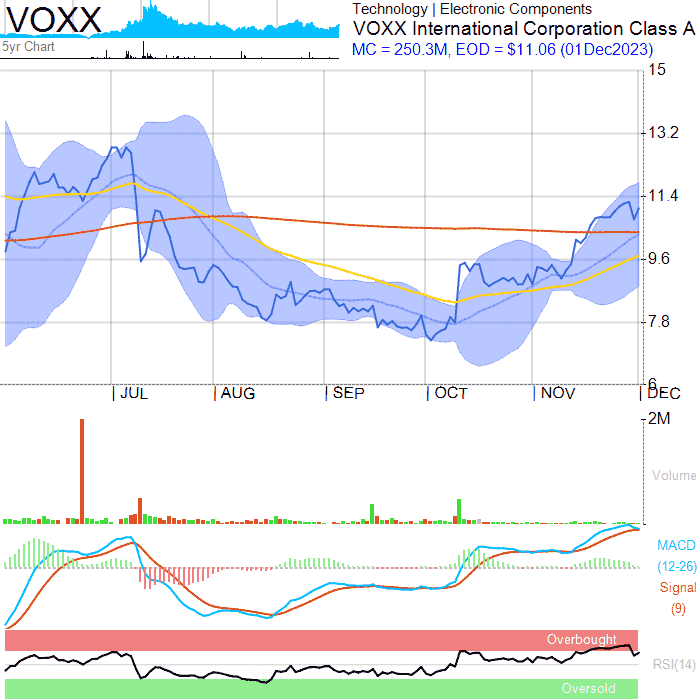 VOXX
5yr Chart
Technology | Electronic Components
VOXX International Corporation Class A
MC = 250.3M, EOD = $11.06 (01Dec2023)
15
13.2
11.4
9.6
7.8
6
JUL AUG SEP OCT NOV DEC
2M
Volume
MACD
(12-26)
Signal
(9)
Overbought
RSI(14)
Oversold